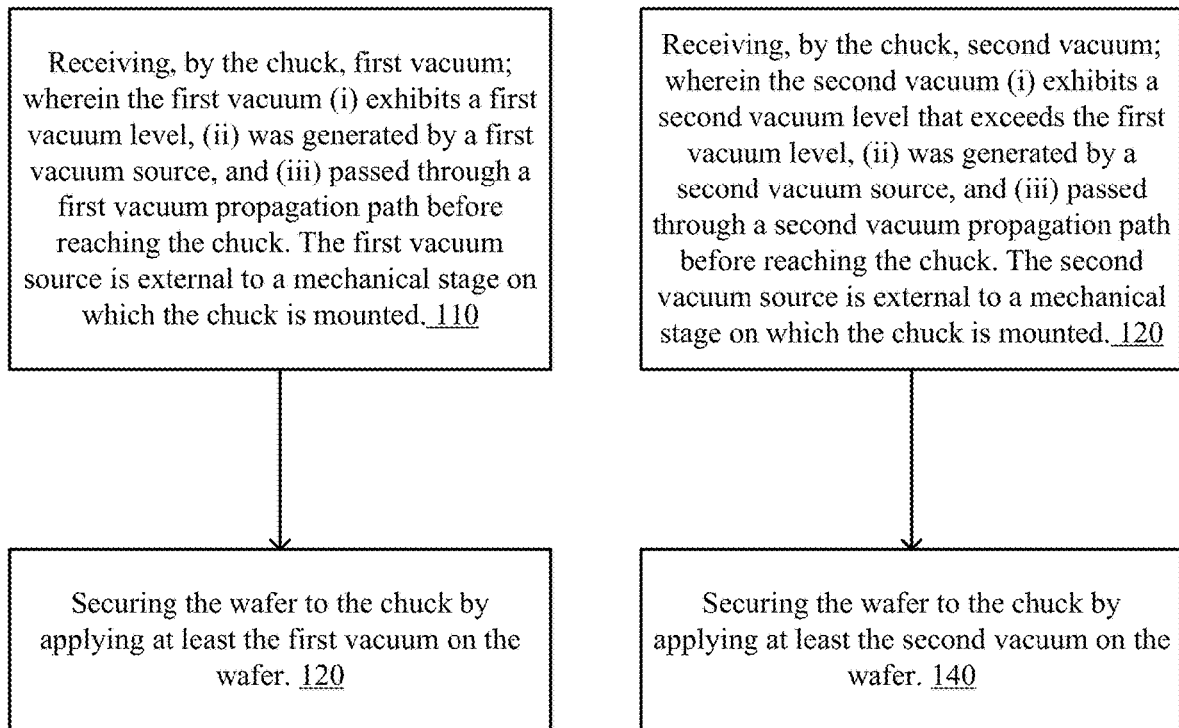 Receiving, by the chuck, first vacuum;
wherein the first vacuum (i) exhibits a first
vacuum level, (ii) was generated by a first
vacuum source, and (iii) passed through a
first vacuum propagation path before
reaching the chuck. The first vacuum
source is external to a mechanical stage on
which the chuck is mounted. 110
Receiving, by the chuck, second vacuum;
wherein the second vacuum (i) exhibits a
second vacuum level that exceeds the first
vacuum level, (ii) was generated by a
second vacuum source, and (iii) passed
through a second vacuum propagation path
before reaching the chuck. The second
vacuum source is external to a mechanical
stage on which the chuck is mounted. 120
Securing the wafer to the chuck by
applying at least the first vacuum on the
wafer. 120
Securing the wafer to the chuck by
applying at least the second vacuum on the
wafer. 140